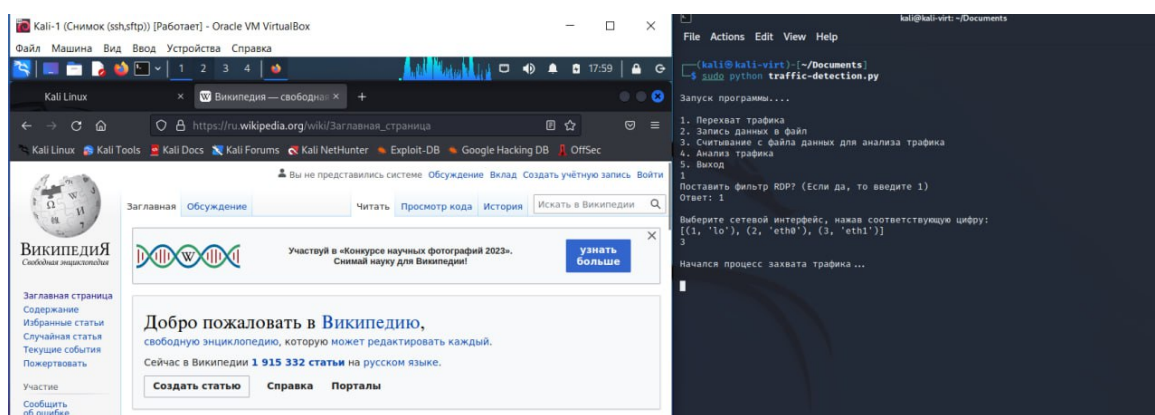 Kali-1 (Снимок (ssh,sftp)) [Работает] - Oracle VM VirtualBox
Файл Машина Вид Ввод Устройства Справка
1 2 3 4 17:59
Kali Linux Википедия — свободная
https://ru.wikipedia.org/wiki/Заглавная_страница
Kali Linux Kali Tools Kali Docs Kali Forums Kali NetHunter Exploit-DB Google Hacking DB OffSec
Вы не представились системе Обсуждение Вклад Создать учётную запись Войти
Заглавная Обсуждение Читать Просмотр кода История Искать в Википедии
ВИКИПЕДИЯ
Свободная энциклопедия
Участвуй в «Конкурсе научных фотографий 2023».
Снимай науку для Википедии!
узнать
больше
Заглавная страница
Содержание
Избранные статьи
Случайная статья
Текущие события
Пожертвовать
Участие
Сообщить
об ошибке
Добро пожаловать в Википедию,
свободную энциклопедию, которую может редактировать каждый.
Сейчас в Википедии 1 915 332 статьи на русском языке.
Создать статью Справка Порталы
kali@kali-virt: ~/Documents
File Actions Edit View Help
(kali㉿kali-virt)-[~/Documents]
$ sudo python traffic-detection.py
Запуск программы....
1. Перехват трафика
2. Запись данных в файл
3. Считывание с файла данных для анализа трафика
4. Анализ трафика
5. Выход
1
Поставить фильтр RDP? (Если да, то введите 1)
Ответ: 1
Выберите сетевой интерфейс, нажав соответствующую цифру:
[(1, 'lo'), (2, 'eth0'), (3, 'eth1')]
3
Начался процесс захвата трафика ...